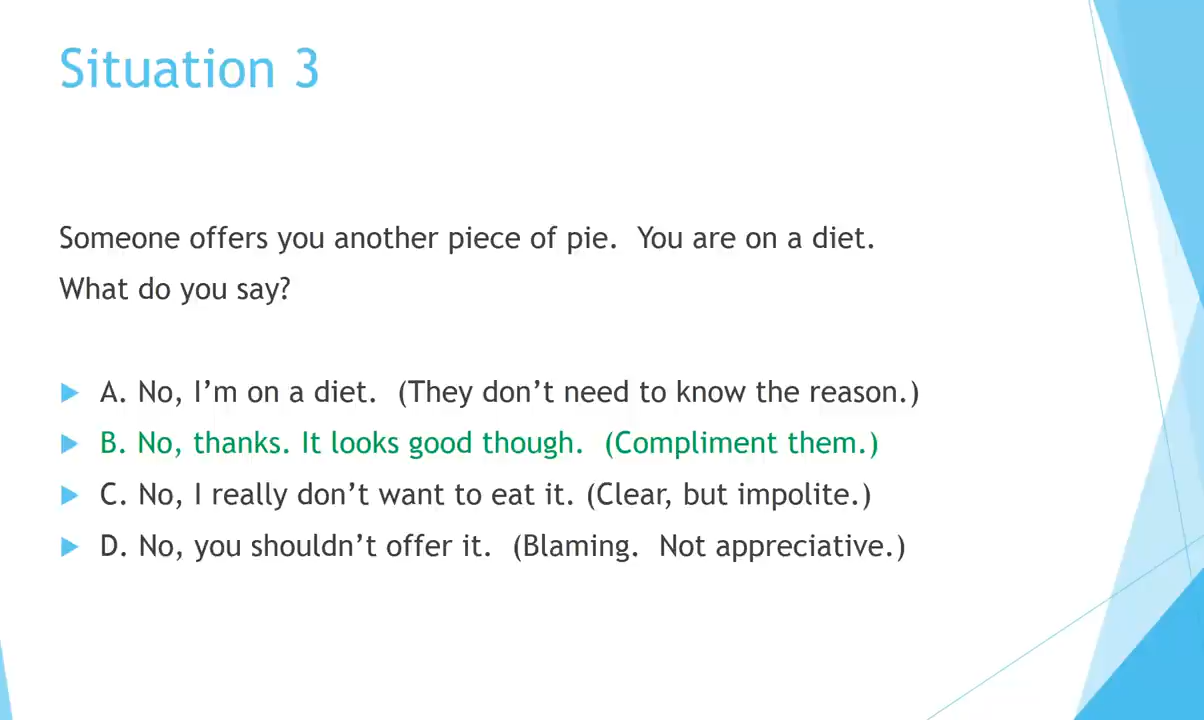 Situation 3
Someone offers you another piece of pie.  You are on a diet.
What do you say?
A. No, I’m on a diet.  (They don’t need to know the reason.)
B. No, thanks. It looks good though.  (Compliment them.)
C. No, I really don’t want to eat it. (Clear, but impolite.)
D. No, you shouldn’t offer it.  (Blaming.  Not appreciative.)